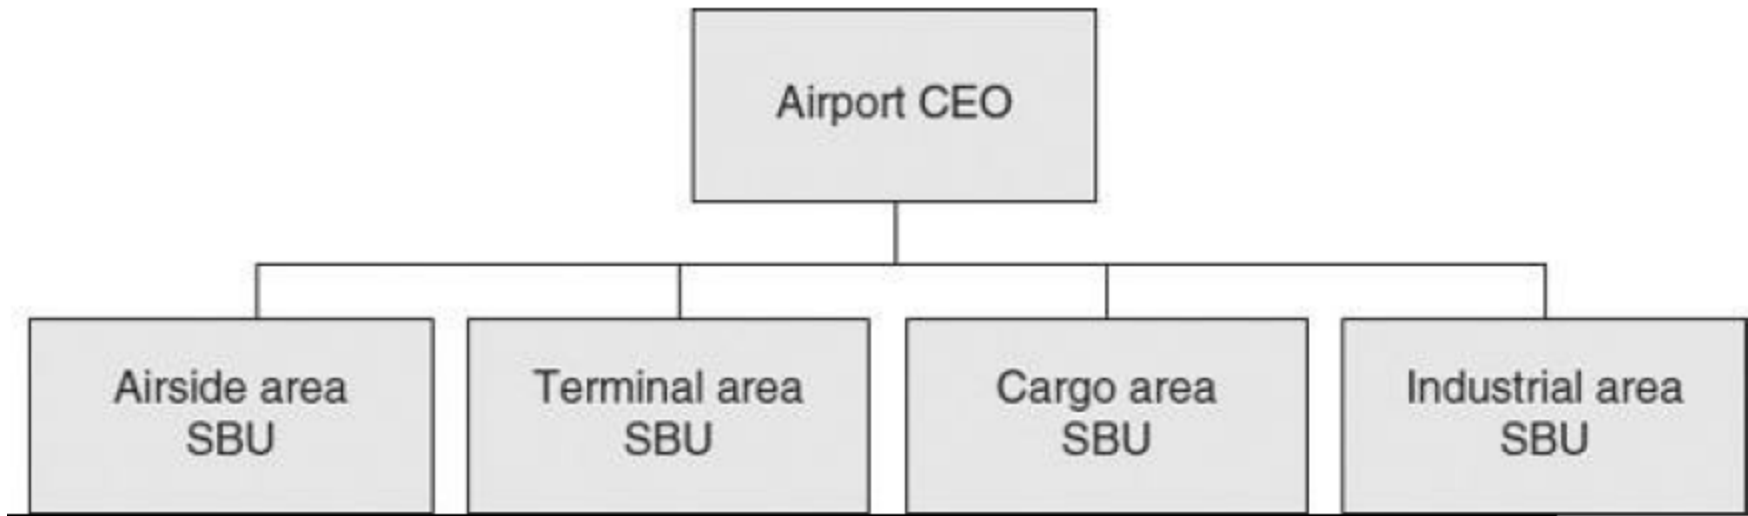 Airport CEO
Airside area
SBU
Terminal area
SBU
Cargo area
SBU
Industrial area
SBU